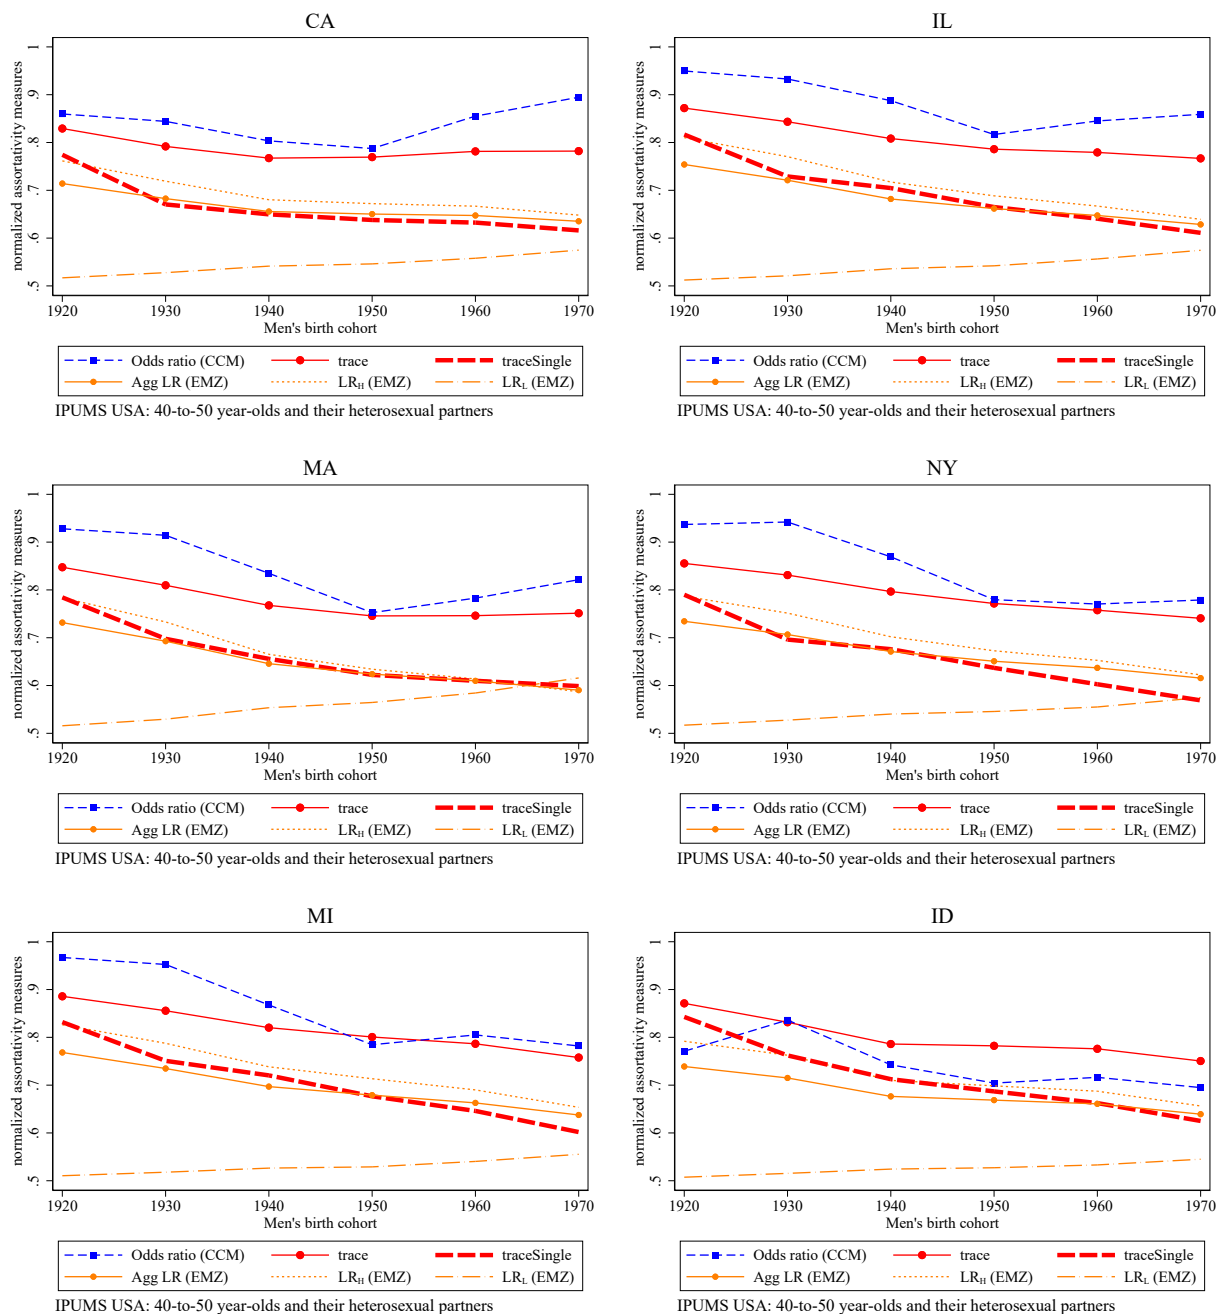 CA
normalized assortativity measures
1
.9
.8
.7
.6
.5
1920 1930 1940 1950 1960 1970
Men's birth cohort
Odds ratio (CCM) trace traceSingle
Agg LR (EMZ) LR_H (EMZ) LR_L (EMZ)
IPUMS USA: 40-to-50 year-olds and their heterosexual partners
IL
normalized assortativity measures
1
.9
.8
.7
.6
.5
1920 1930 1940 1950 1960 1970
Men's birth cohort
Odds ratio (CCM) trace traceSingle
Agg LR (EMZ) LR_H (EMZ) LR_L (EMZ)
IPUMS USA: 40-to-50 year-olds and their heterosexual partners
MA
normalized assortativity measures
1
.9
.8
.7
.6
.5
1920 1930 1940 1950 1960 1970
Men's birth cohort
Odds ratio (CCM) trace traceSingle
Agg LR (EMZ) LR_H (EMZ) LR_L (EMZ)
IPUMS USA: 40-to-50 year-olds and their heterosexual partners
NY
normalized assortativity measures
1
.9
.8
.7
.6
.5
1920 1930 1940 1950 1960 1970
Men's birth cohort
Odds ratio (CCM) trace traceSingle
Agg LR (EMZ) LR_H (EMZ) LR_L (EMZ)
IPUMS USA: 40-to-50 year-olds and their heterosexual partners
MI
normalized assortativity measures
1
.9
.8
.7
.6
.5
1920 1930 1940 1950 1960 1970
Men's birth cohort
Odds ratio (CCM) trace traceSingle
Agg LR (EMZ) LR_H (EMZ) LR_L (EMZ)
IPUMS USA: 40-to-50 year-olds and their heterosexual partners
ID
normalized assortativity measures
1
.9
.8
.7
.6
.5
1920 1930 1940 1950 1960 1970
Men's birth cohort
Odds ratio (CCM) trace traceSingle
Agg LR (EMZ) LR_H (EMZ) LR_L (EMZ)
IPUMS USA: 40-to-50 year-olds and their heterosexual partners